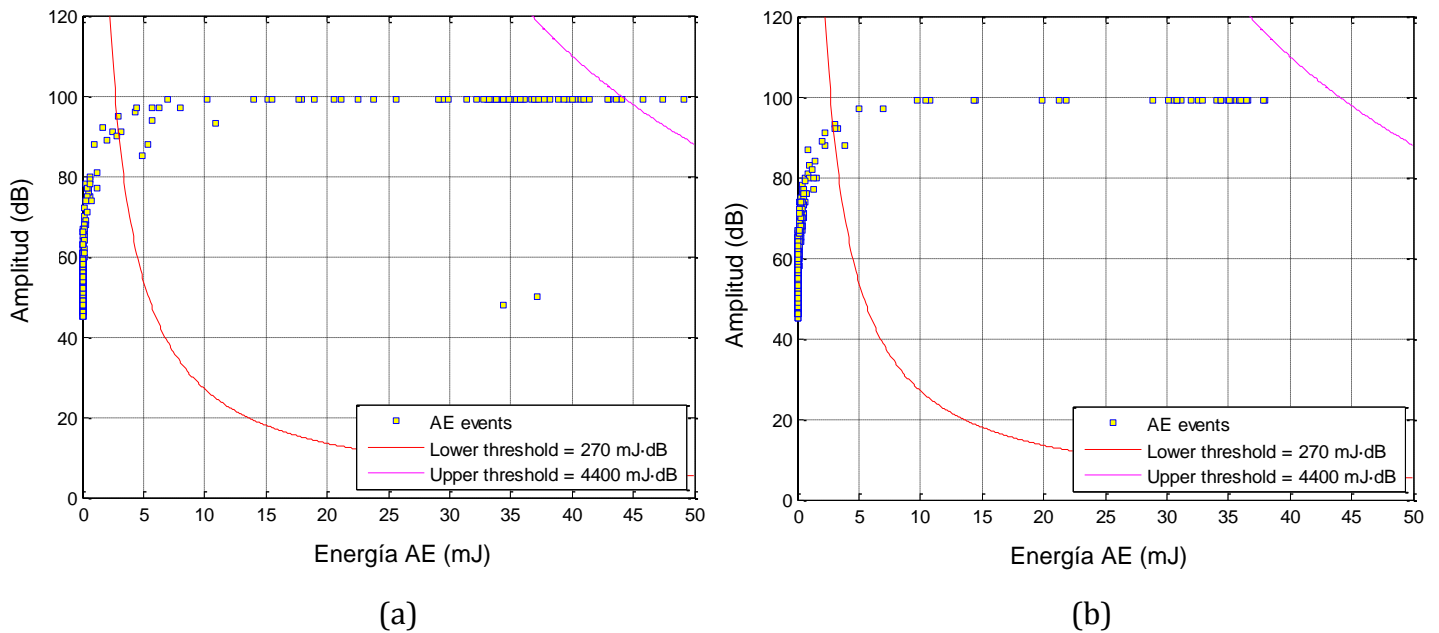 120
100
80
60
40
20
0
Amplitud (dB)
0 5 10 15 20 25 30 35 40 45 50
Energía AE (mJ)
AE events
Lower threshold = 270 mJ·dB
Upper threshold = 4400 mJ·dB
(a)
120
100
80
60
40
20
0
Amplitud (dB)
0 5 10 15 20 25 30 35 40 45 50
Energía AE (mJ)
AE events
Lower threshold = 270 mJ·dB
Upper threshold = 4400 mJ·dB
(b)